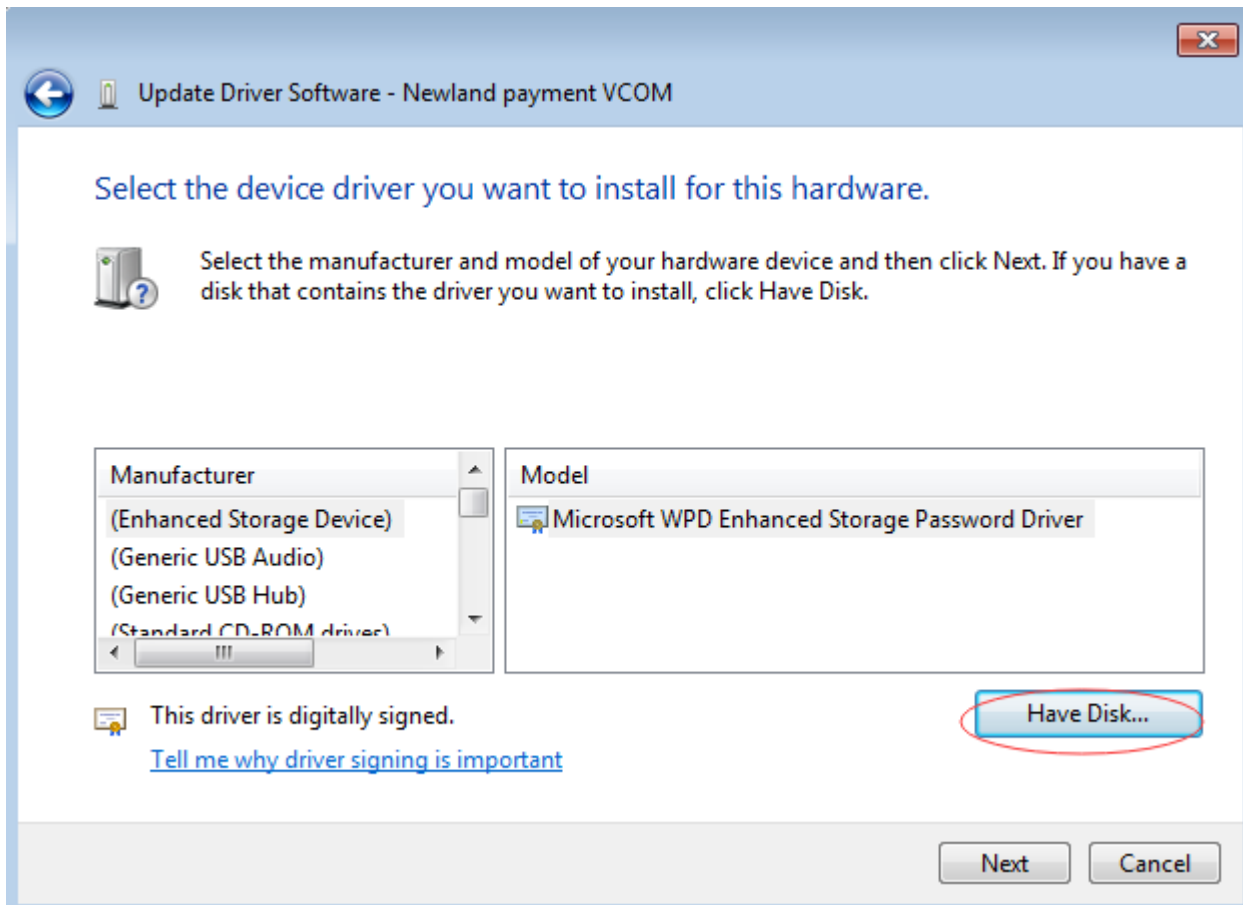 Update Driver Software - Newland payment VCOM
Select the device driver you want to install for this hardware.
Select the manufacturer and model of your hardware device and then click Next. If you have a
disk that contains the driver you want to install, click Have Disk.
Manufacturer
(Enhanced Storage Device)
(Generic USB Audio)
(Generic USB Hub)
(Standard CD-ROM drives)
Model
Microsoft WPD Enhanced Storage Password Driver
This driver is digitally signed.
Tell me why driver signing is important
Have Disk...
Next
Cancel